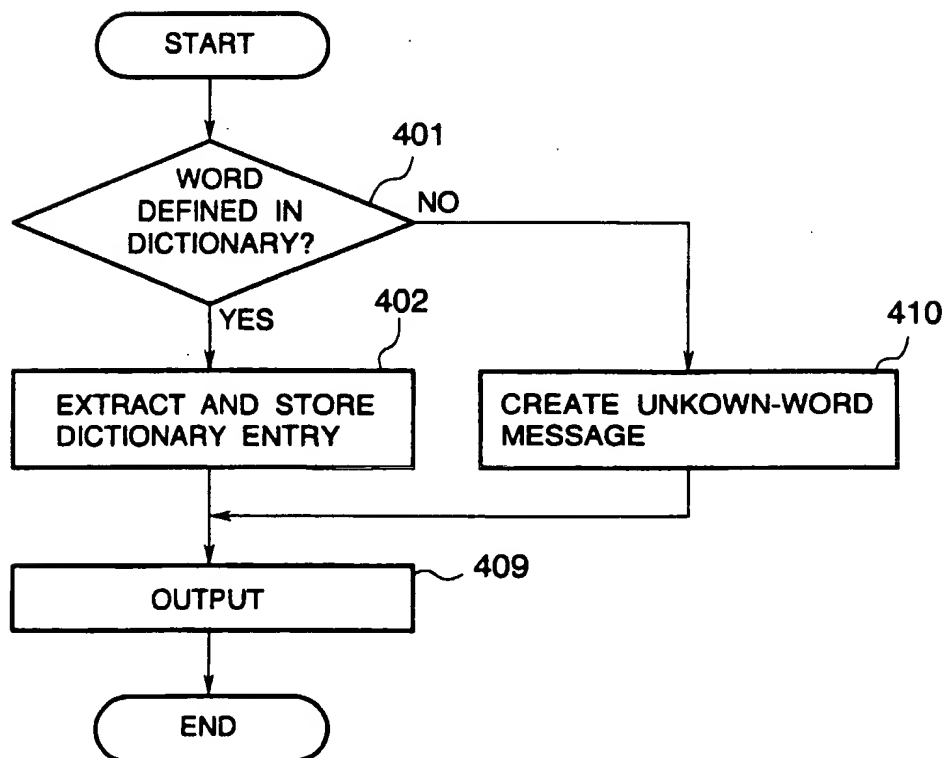 START
401
WORD
DEFINED IN
DICTIONARY?
NO
YES
402
410
EXTRACT AND STORE
DICTIONARY ENTRY
CREATE UNKOWN-WORD
MESSAGE
409
OUTPUT
END